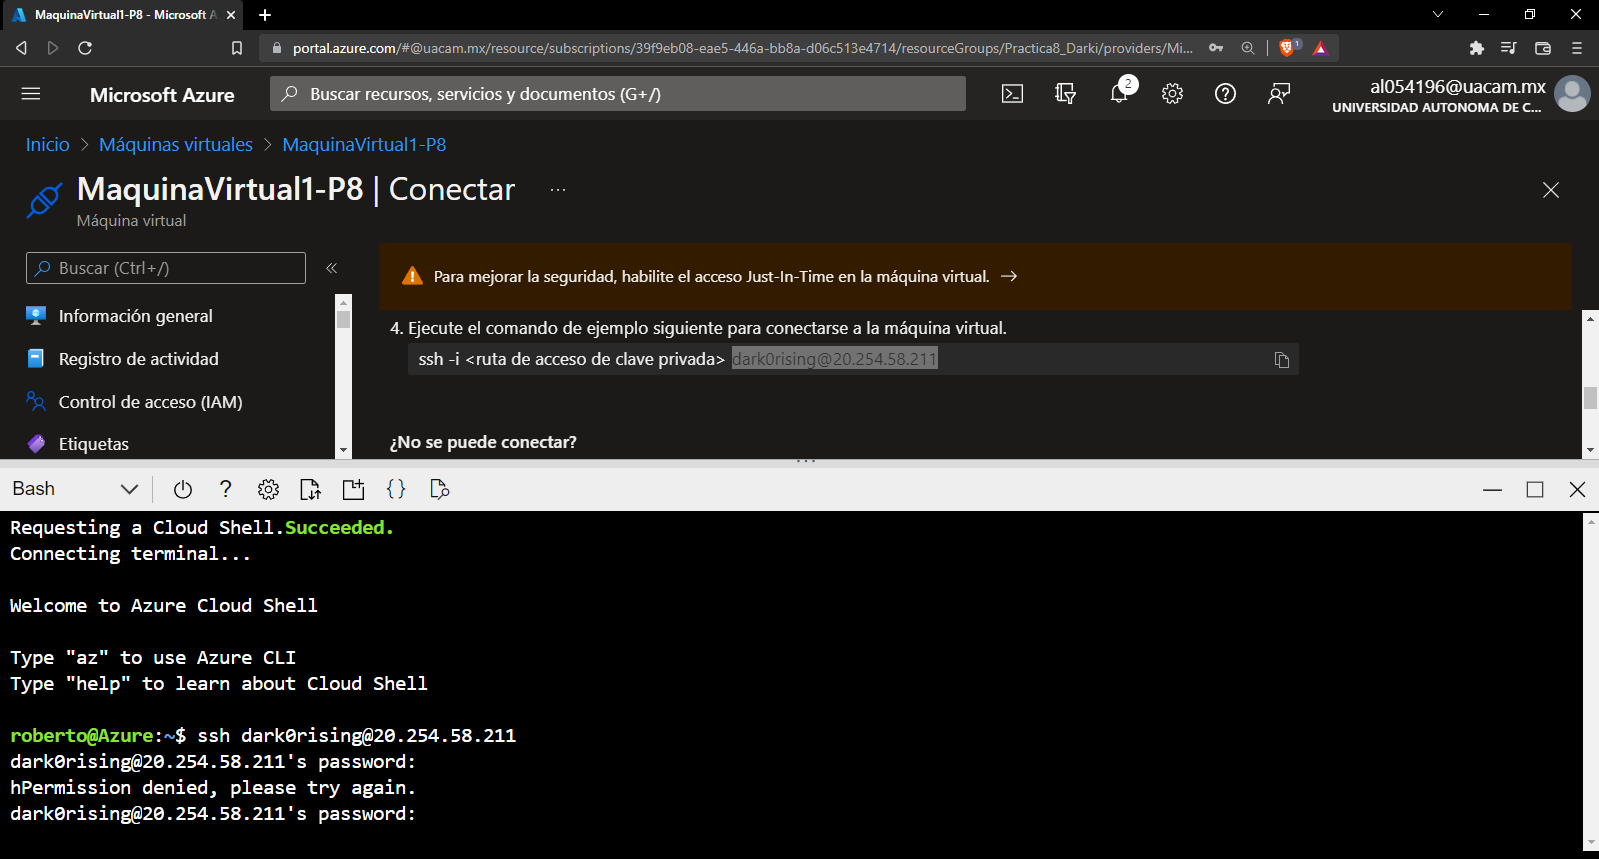 MaquinaVirtual1-P8 - Microsoft A
portal.azure.com/#@uacam.mx/resource/subscriptions/39f9eb08-eae5-446a-bb8a-d06c513e4714/resourceGroups/Practica8_Darki/providers/Mi...
1
Microsoft Azure
Buscar recursos, servicios y documentos (G+/)
2
al054196@uacam.mx
UNIVERSIDAD AUTONOMA DE C...
Inicio > Máquinas virtuales > MaquinaVirtual1-P8
MaquinaVirtual1-P8 | Conectar ...
Máquina virtual
Buscar (Ctrl+/)
«
Para mejorar la seguridad, habilite el acceso Just-In-Time en la máquina virtual. →
Información general
Registro de actividad
Control de acceso (IAM)
Etiquetas
4. Ejecute el comando de ejemplo siguiente para conectarse a la máquina virtual.
ssh -i <ruta de acceso de clave privada> dark0rising@20.254.58.211
¿No se puede conectar?
Bash
?
{}
Requesting a Cloud Shell.Succeeded.
Connecting terminal...
Welcome to Azure Cloud Shell
Type "az" to use Azure CLI
Type "help" to learn about Cloud Shell
roberto@Azure:~$ ssh dark0rising@20.254.58.211
dark0rising@20.254.58.211's password:
hPermission denied, please try again.
dark0rising@20.254.58.211's password: